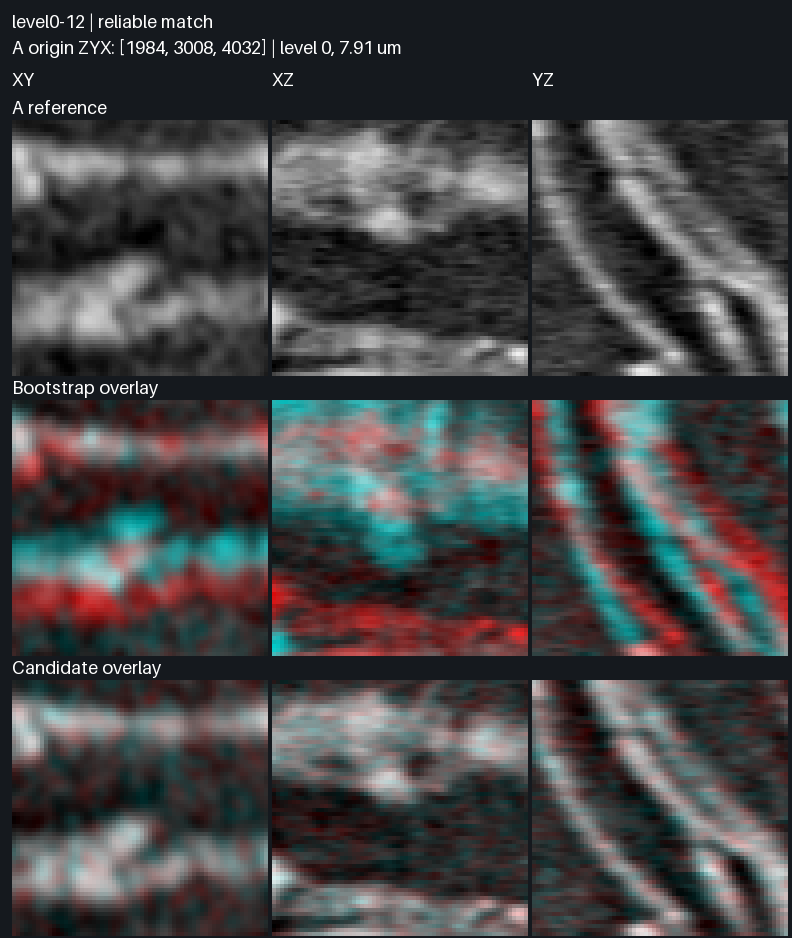 level0-12 | reliable match
A origin ZYX: [1984, 3008, 4032] | level 0, 7.91 um
XY XZ YZ
A reference
Bootstrap overlay
Candidate overlay